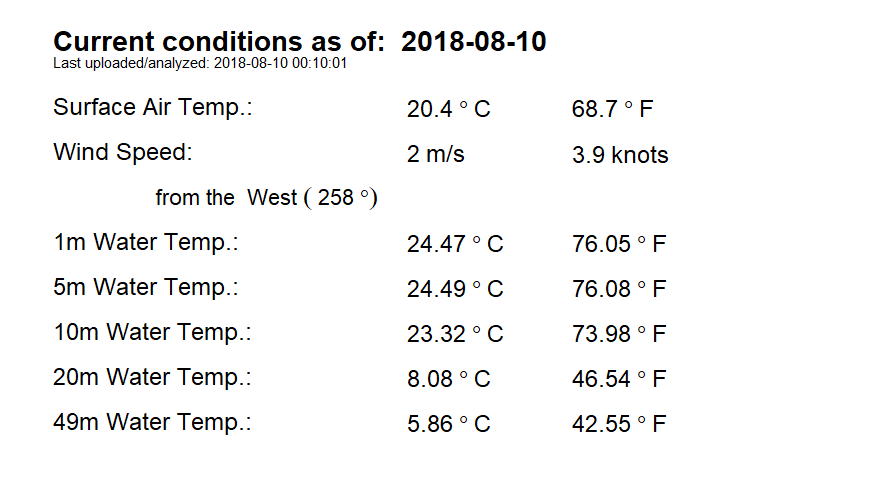 Current conditions as of: 2018-08-10
Last uploaded/analyzed: 2018-08-10 00:10:01
Surface Air Temp.: 20.4 ° C 68.7 ° F
Wind Speed: 2 m/s 3.9 knots
from the West ( 258 °)
1m Water Temp.: 24.47 ° C 76.05 ° F
5m Water Temp.: 24.49 ° C 76.08 ° F
10m Water Temp.: 23.32 ° C 73.98 ° F
20m Water Temp.: 8.08 ° C 46.54 ° F
49m Water Temp.: 5.86 ° C 42.55 ° F